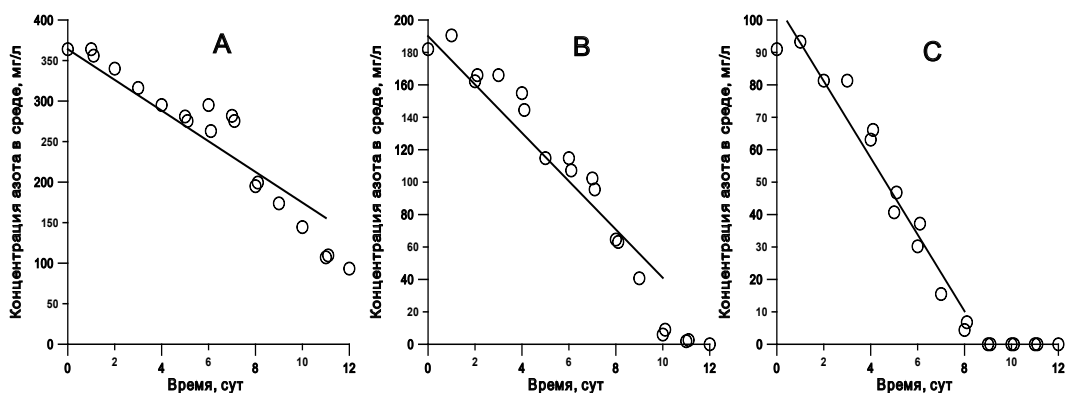 Концентрация азота в среде, мг/л
400
350
300
250
200
150
100
50
0
A
0 2 4 6 8 10 12
Время, сут
Концентрация азота в среде, мг/л
200
180
160
140
120
100
80
60
40
20
0
B
0 2 4 6 8 10 12
Время, сут
Концентрация азота в среде, мг/л
100
90
80
70
60
50
40
30
20
10
0
C
0 2 4 6 8 10 12
Время, сут